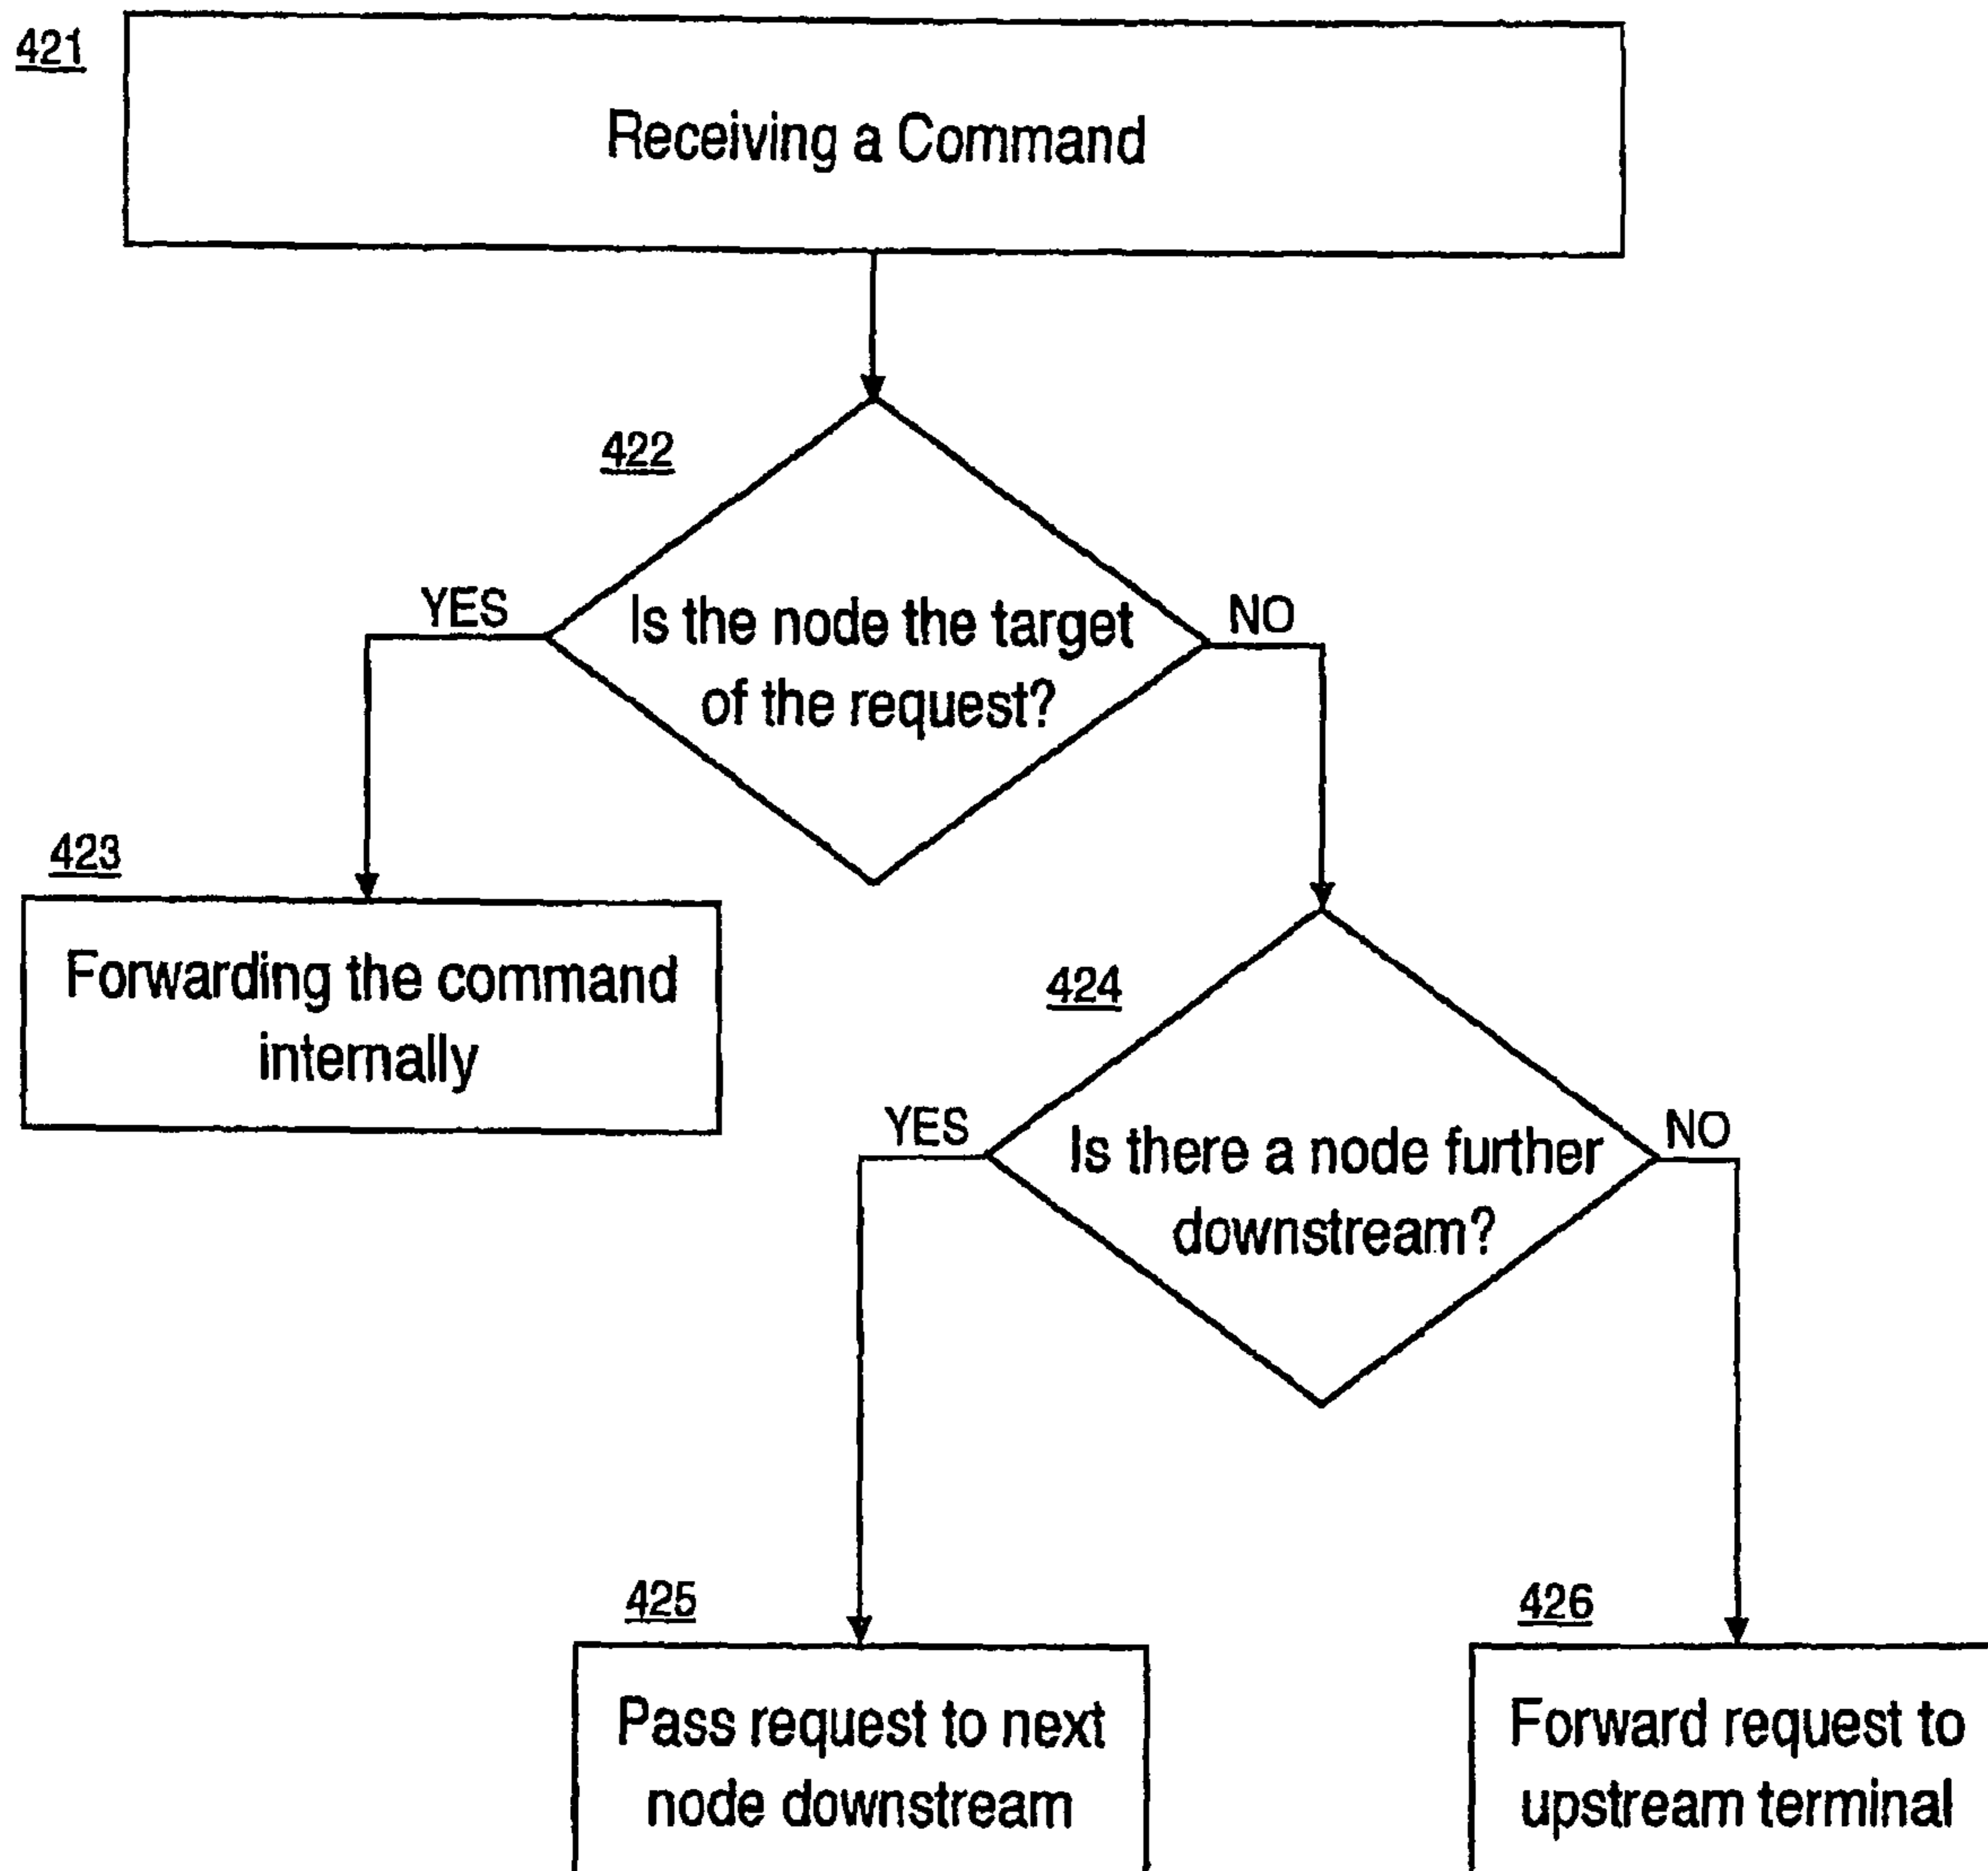 421
Receiving a Command
422
YES
NO
Is the node the target
of the request?
423
Forwarding the command
internally
424
YES
NO
Is there a node further
downstream?
425
Pass request to next
node downstream
426
Forward request to
upstream terminal